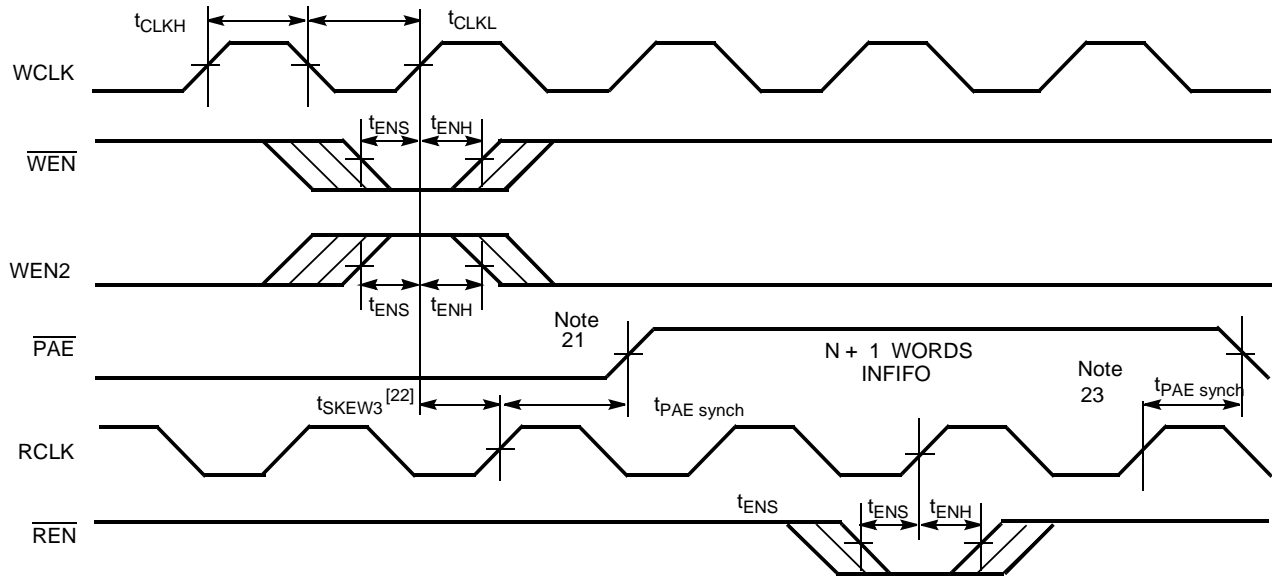 tCLKH
tCLKL
WCLK
tENS
tENH
WEN
WEN2
tENS
tENH
Note
21
PAE
N + 1 WORDS
INFIFO
Note
23
tSKEW3 [22]
tPAE synch
tPAE synch
RCLK
tENS
tENS
tENH
REN